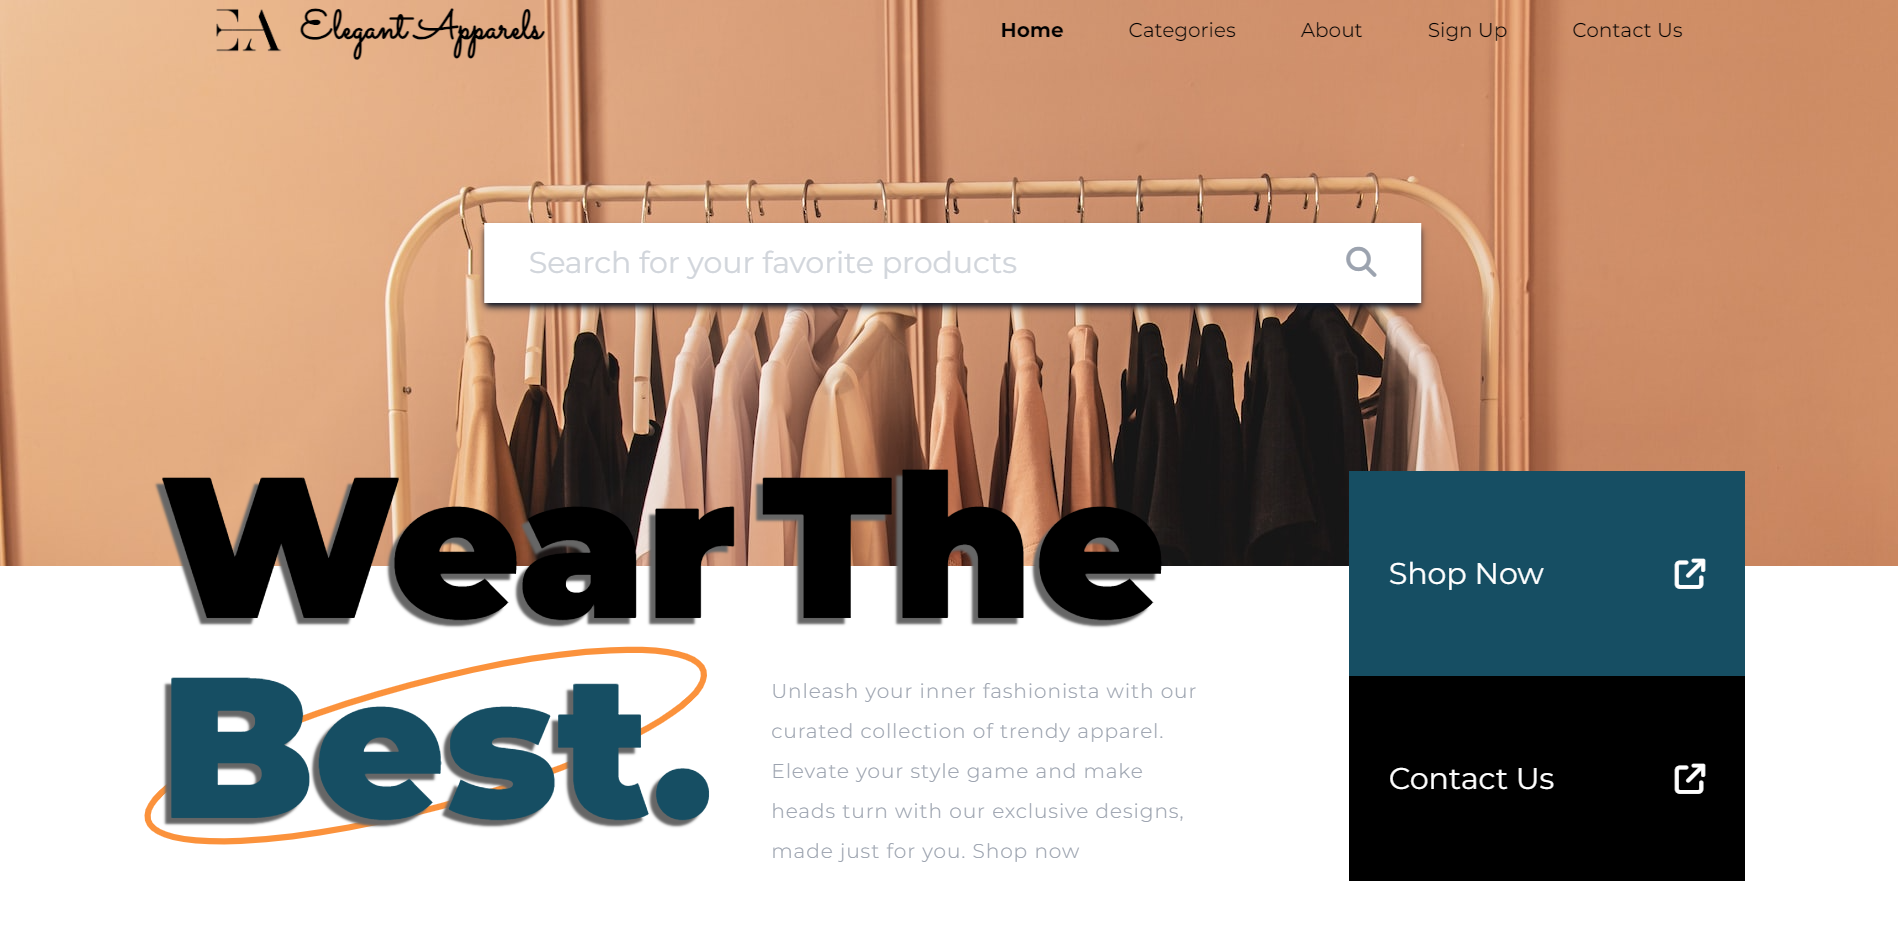 EA Elegant Apparels
Home Categories About Sign Up Contact Us
Search for your favorite products
Wear The
Best.
Unleash your inner fashionista with our
curated collection of trendy apparel.
Elevate your style game and make
heads turn with our exclusive designs,
made just for you. Shop now
Shop Now
Contact Us